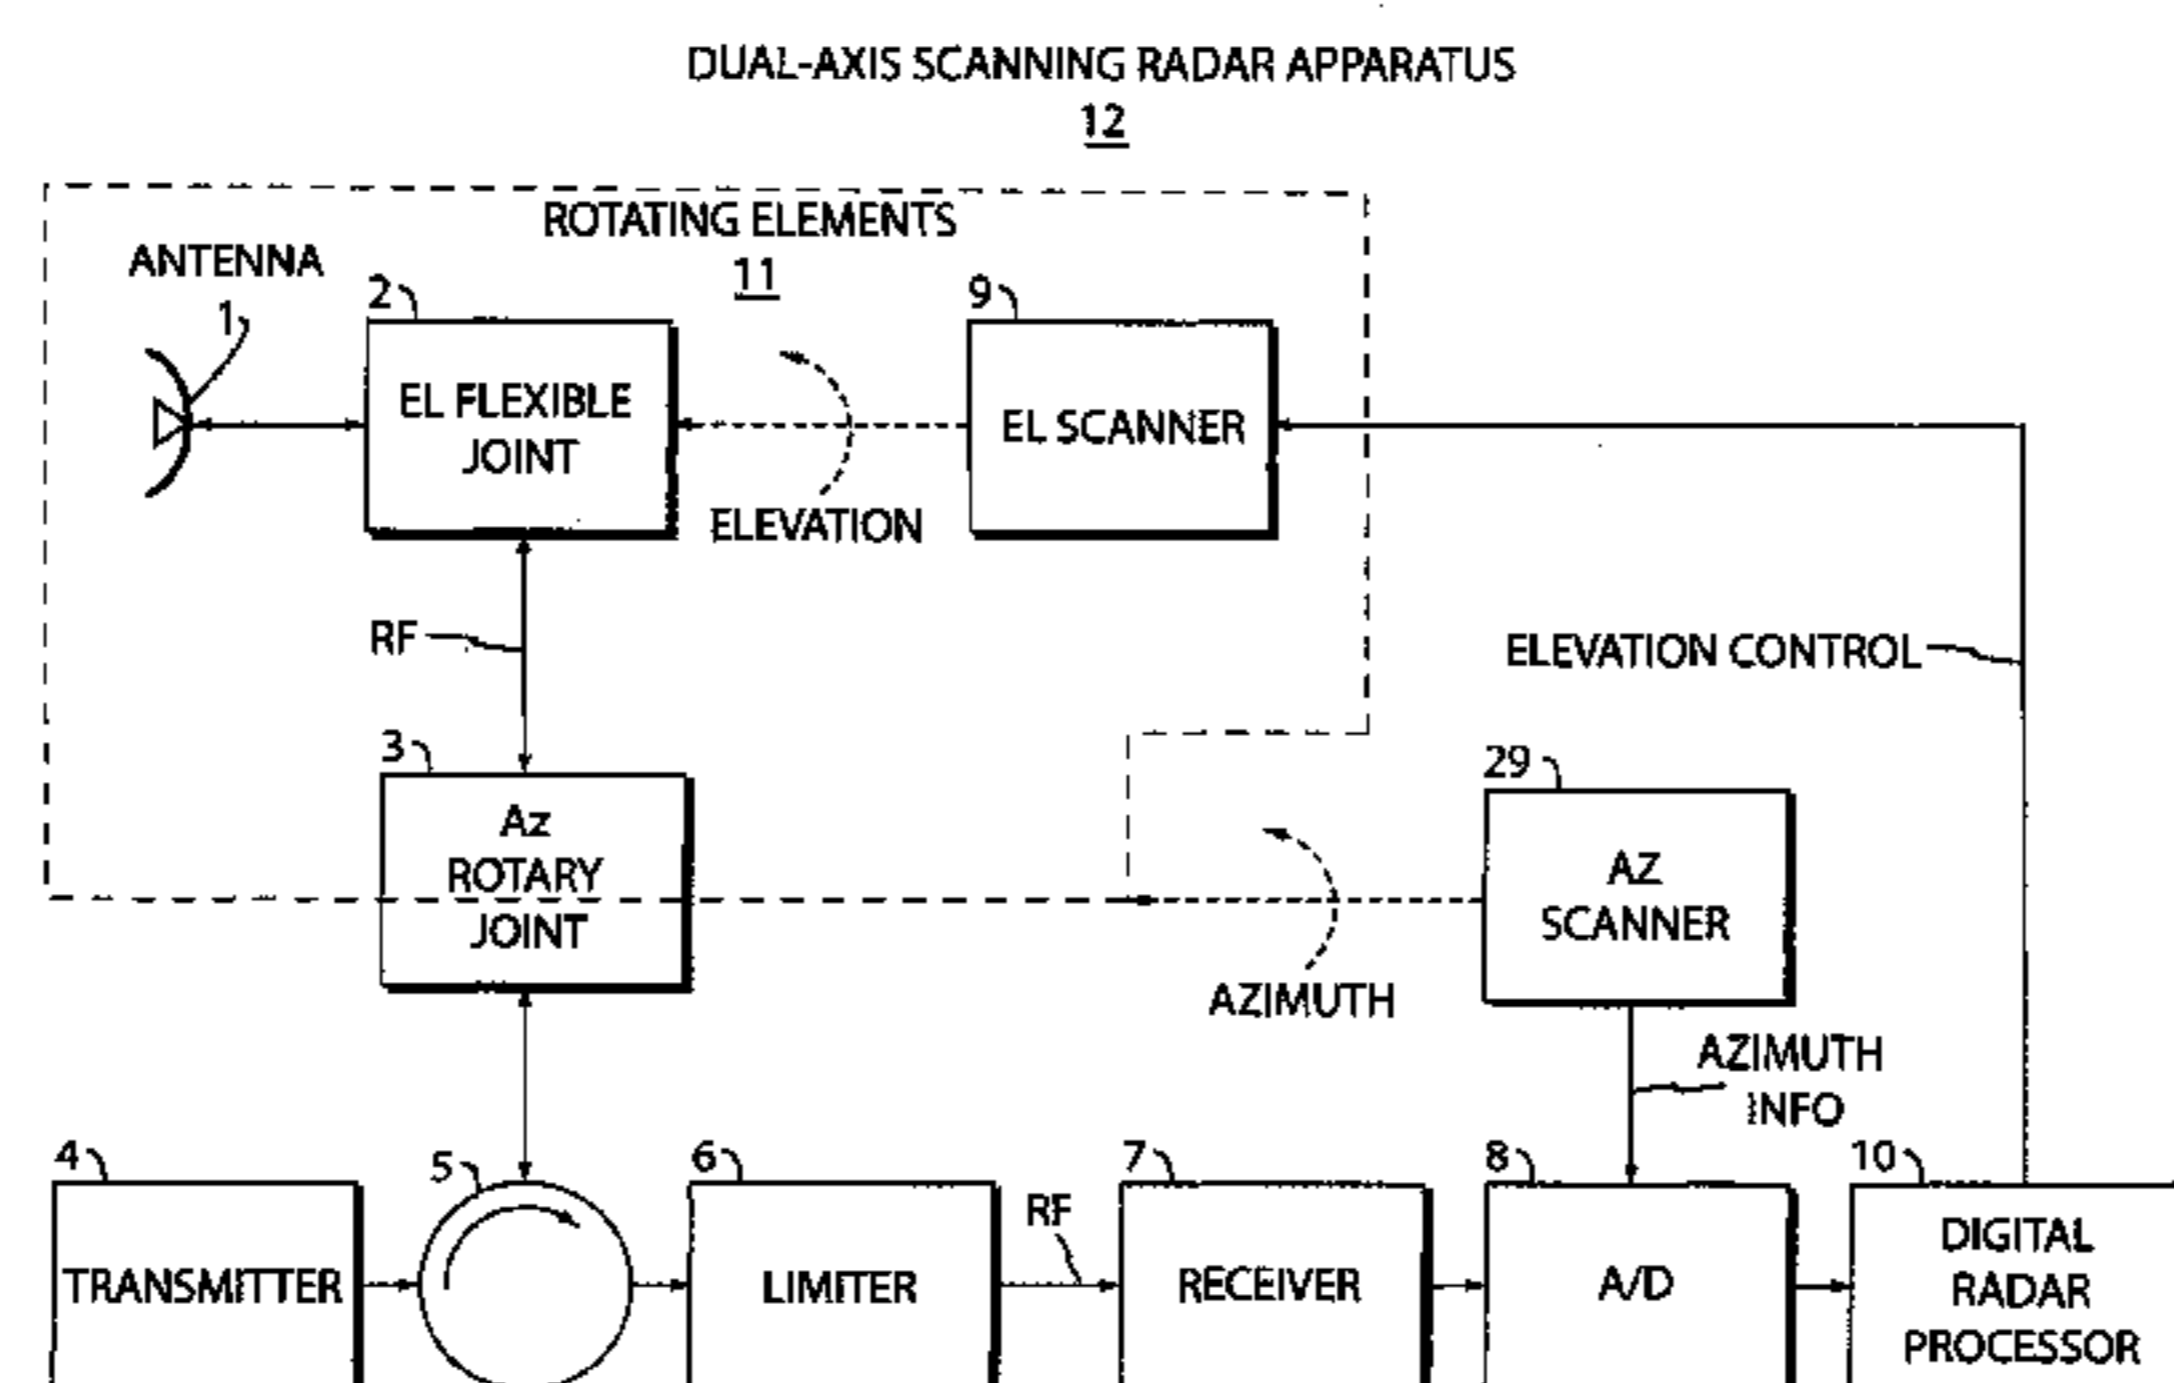 DUAL-AXIS SCANNING RADAR APPARATUS
12
ROTATING ELEMENTS
11
ANTENNA
1
2
EL FLEXIBLE
JOINT
9
EL SCANNER
ELEVATION
RF
ELEVATION CONTROL
3
Az
ROTARY
JOINT
29
AZ
SCANNER
AZIMUTH
AZIMUTH
INFO
4
TRANSMITTER
5
6
LIMITER
RF
7
RECEIVER
8
A/D
10
DIGITAL
RADAR
PROCESSOR